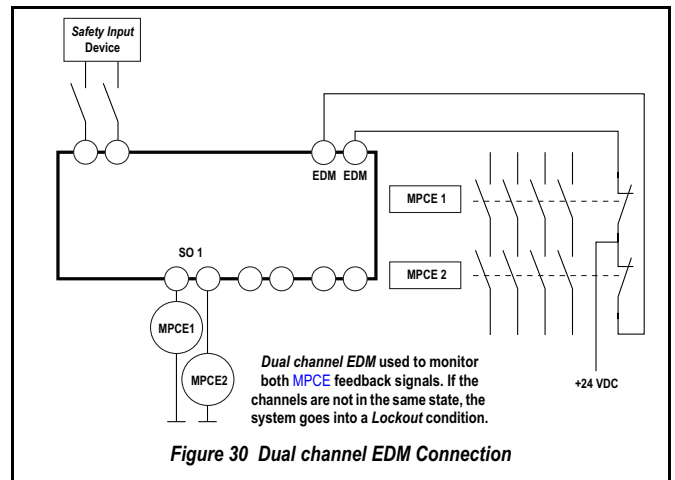 Safety Input
Device
EDM EDM
MPCE 1
SO 1
MPCE 2
MPCE1
MPCE2
+24 VDC
Dual channel EDM used to monitor
both MPCE feedback signals. If the
channels are not in the same state, the
system goes into a Lockout condition.
Figure 30 Dual channel EDM Connection